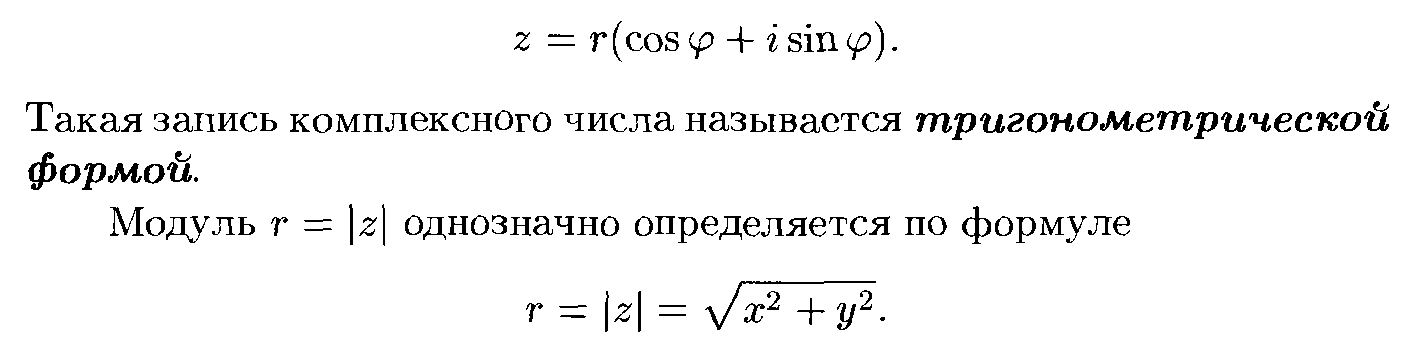 z = r(cos φ + i sin φ).
Такая запись комплексного числа называется тригонометрической
формой.
Модуль r = |z| однозначно определяется по формуле
r = |z| = √(x² + y²).